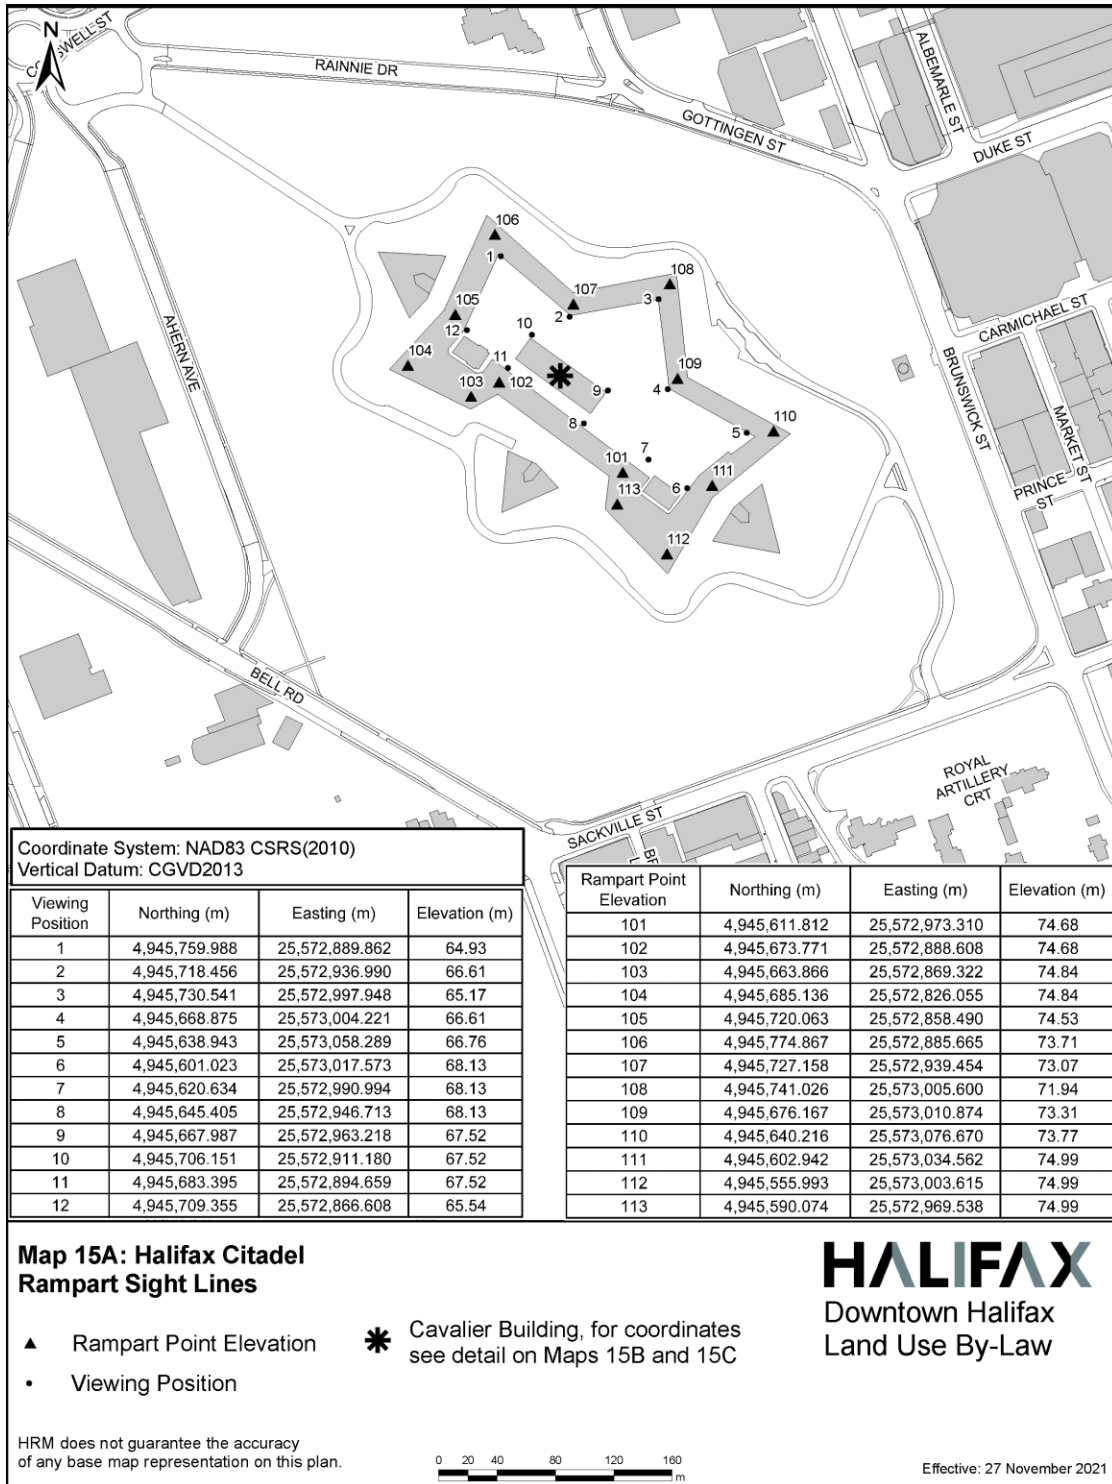 N
COGSWELL ST
RAINNIE DR
GOTTINGEN ST
ALBEMARLE ST
DUKE ST
AHERN AVE
CARMICHAEL ST
BRUNSWICK ST
MARKET ST
PRINCE ST
BELL RD
SACKVILLE ST
ROYAL
ARTILLERY
CRT
106
1
107
108
2
3
105
12
10
104
11
102
103
9
109
4
8
5
110
7
101
113
6
111
112
Coordinate System: NAD83 CSRS(2010)
Vertical Datum: CGVD2013
Viewing Position Northing (m) Easting (m) Elevation (m)
1 4,945,759.988 25,572,889.862 64.93
2 4,945,718.456 25,572,936.990 66.61
3 4,945,730.541 25,572,997.948 65.17
4 4,945,668.875 25,573,004.221 66.61
5 4,945,638.943 25,573,058.289 66.76
6 4,945,601.023 25,573,017.573 68.13
7 4,945,620.634 25,572,990.994 68.13
8 4,945,645.405 25,572,946.713 68.13
9 4,945,667.987 25,572,963.218 67.52
10 4,945,706.151 25,572,911.180 67.52
11 4,945,683.395 25,572,894.659 67.52
12 4,945,709.355 25,572,866.608 65.54
Rampart Point Elevation Northing (m) Easting (m) Elevation (m)
101 4,945,611.812 25,572,973.310 74.68
102 4,945,673.771 25,572,888.608 74.68
103 4,945,663.866 25,572,869.322 74.84
104 4,945,685.136 25,572,826.055 74.84
105 4,945,720.063 25,572,858.490 74.53
106 4,945,774.867 25,572,885.665 73.71
107 4,945,727.158 25,572,939.454 73.07
108 4,945,741.026 25,573,005.600 71.94
109 4,945,676.167 25,573,010.874 73.31
110 4,945,640.216 25,573,076.670 73.77
111 4,945,602.942 25,573,034.562 74.99
112 4,945,555.993 25,573,003.615 74.99
113 4,945,590.074 25,572,969.538 74.99
Map 15A: Halifax Citadel
Rampart Sight Lines
Rampart Point Elevation
Viewing Position
Cavalier Building, for coordinates
see detail on Maps 15B and 15C
HALIFAX
Downtown Halifax
Land Use By-Law
HRM does not guarantee the accuracy
of any base map representation on this plan.
0 20 40 80 120 160
m
Effective: 27 November 2021